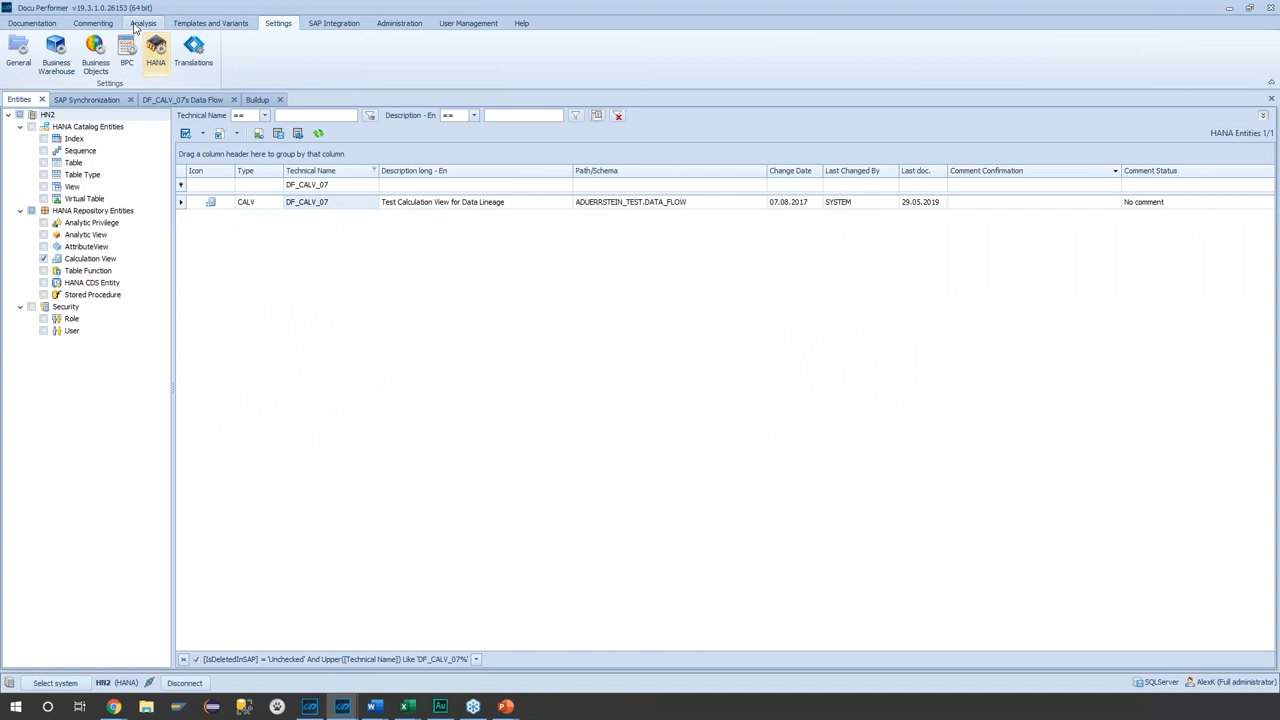 Docu Performer v19.3.1.0.26153 (64 bit)
Documentation Commenting Analysis Templates and Variants Settings SAP Integration Administration User Management Help
General Business Warehouse Business Objects BPC HANA Translations
Settings
Entities SAP Synchronization DF_CALV_07's Data Flow Buildup
HN2
HANA Catalog Entities
Index
Sequence
Table
Table Type
View
Virtual Table
HANA Repository Entities
Analytic Privilege
Analytic View
AttributeView
Calculation View
Table Function
HANA CDS Entity
Stored Procedure
Security
Role
User
Technical Name == Description - En ==
HANA Entities 1/1
Drag a column header here to group by that column
Icon Type Technical Name Description long - En Path/Schema Change Date Last Changed By Last doc. Comment Confirmation Comment Status
DF_CALV_07
CALV DF_CALV_07 Test Calculation View for Data Lineage ADUERRSTEIN_TEST.DATA_FLOW 07.08.2017 SYSTEM 29.05.2019 No comment
[IsDeletedInSAP] = 'Unchecked' And Upper([Technical Name]) Like 'DF_CALV_07%'
Select system HN2 (HANA) Disconnect SQLServer AlexK (Full administrator)